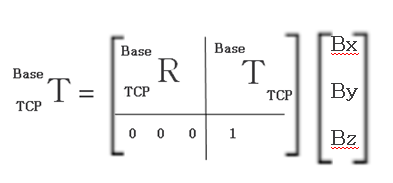 Base TCP T = Base TCP R Base T TCP Bx
By
0 0 0 1 Bz